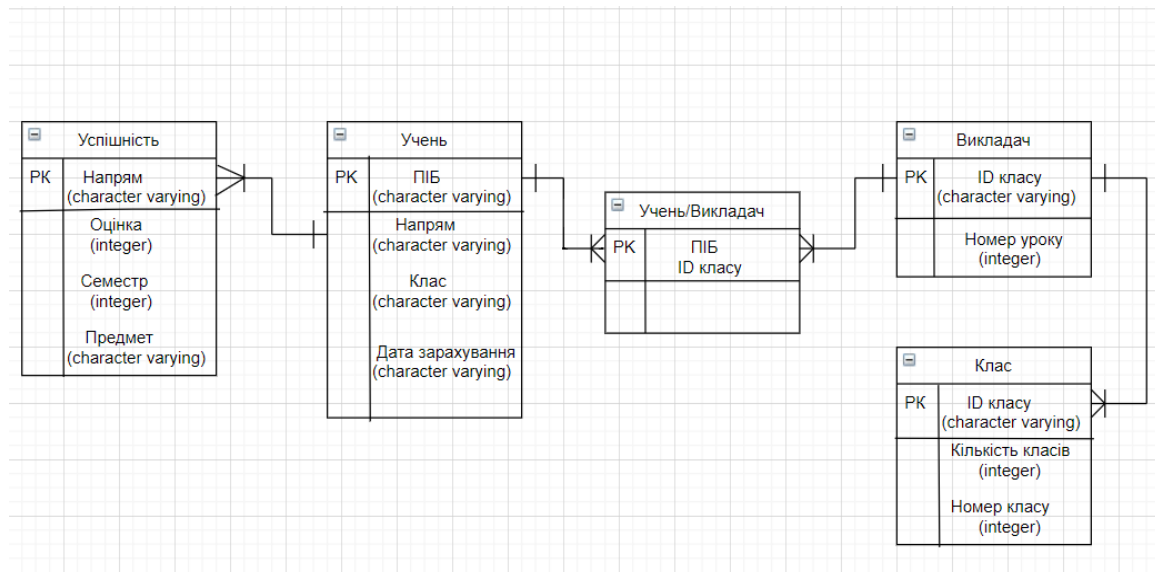 Успішність
PK
Напрям
(character varying)
Оцінка
(integer)
Семестр
(integer)
Предмет
(character varying)
Учень
PK
ПІБ
(character varying)
Напрям
(character varying)
Клас
(character varying)
Дата зарахування
(character varying)
Учень/Викладач
PK
ПІБ
ID класу
Викладач
PK
ID класу
(character varying)
Номер уроку
(integer)
Клас
PK
ID класу
(character varying)
Кількість класів
(integer)
Номер класу
(integer)